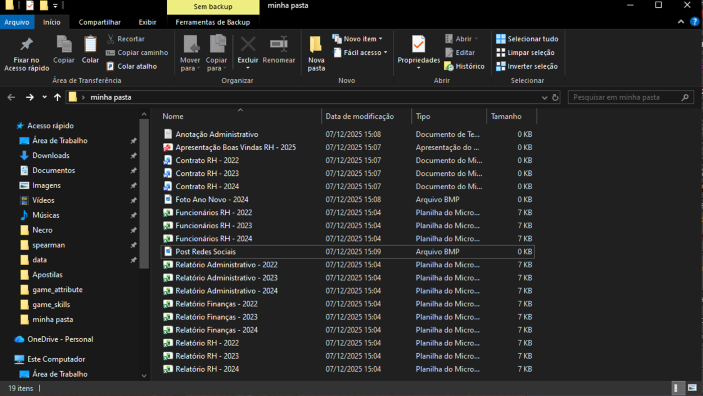 Sem backup
minha pasta
Arquivo
Início
Compartilhar
Exibir
Ferramentas de Backup
Fixar no Acesso rápido
Copiar
Colar
Recortar
Copiar caminho
Colar atalho
Área de Transferência
Mover para
Copiar para
Excluir
Renomear
Organizar
Nova pasta
Novo item
Fácil acesso
Novo
Propriedades
Abrir
Editar
Histórico
Abrir
Selecionar tudo
Limpar seleção
Inverter seleção
Selecionar
minha pasta
Pesquisar em minha pasta
Acesso rápido
Área de Trabalho
Downloads
Documentos
Imagens
Vídeos
Músicas
Necro
spearman
data
Apostilas
game_attribute
game_skills
minha pasta
OneDrive - Personal
Este Computador
Área de Trabalho
Nome Data de modificação Tipo Tamanho
Anotação Administrativo 07/12/2025 15:08 Documento de Te... 0 KB
Apresentação Boas Vindas RH - 2025 07/12/2025 15:07 Apresentação do ... 0 KB
Contrato RH - 2022 07/12/2025 15:07 Documento do Mi... 0 KB
Contrato RH - 2023 07/12/2025 15:07 Documento do Mi... 0 KB
Contrato RH - 2024 07/12/2025 15:07 Documento do Mi... 0 KB
Foto Ano Novo - 2024 07/12/2025 15:08 Arquivo BMP 0 KB
Funcionários RH - 2022 07/12/2025 15:04 Planilha do Micro... 7 KB
Funcionários RH - 2023 07/12/2025 15:04 Planilha do Micro... 7 KB
Funcionários RH - 2024 07/12/2025 15:04 Planilha do Micro... 7 KB
Post Redes Sociais 07/12/2025 15:09 Arquivo BMP 0 KB
Relatório Administrativo - 2022 07/12/2025 15:04 Planilha do Micro... 7 KB
Relatório Administrativo - 2023 07/12/2025 15:04 Planilha do Micro... 7 KB
Relatório Administrativo - 2024 07/12/2025 15:04 Planilha do Micro... 7 KB
Relatório Finanças - 2022 07/12/2025 15:04 Planilha do Micro... 7 KB
Relatório Finanças - 2023 07/12/2025 15:04 Planilha do Micro... 7 KB
Relatório Finanças - 2024 07/12/2025 15:04 Planilha do Micro... 7 KB
Relatório RH - 2022 07/12/2025 15:04 Planilha do Micro... 7 KB
Relatório RH - 2023 07/12/2025 15:04 Planilha do Micro... 7 KB
Relatório RH - 2024 07/12/2025 15:04 Planilha do Micro... 7 KB
19 itens